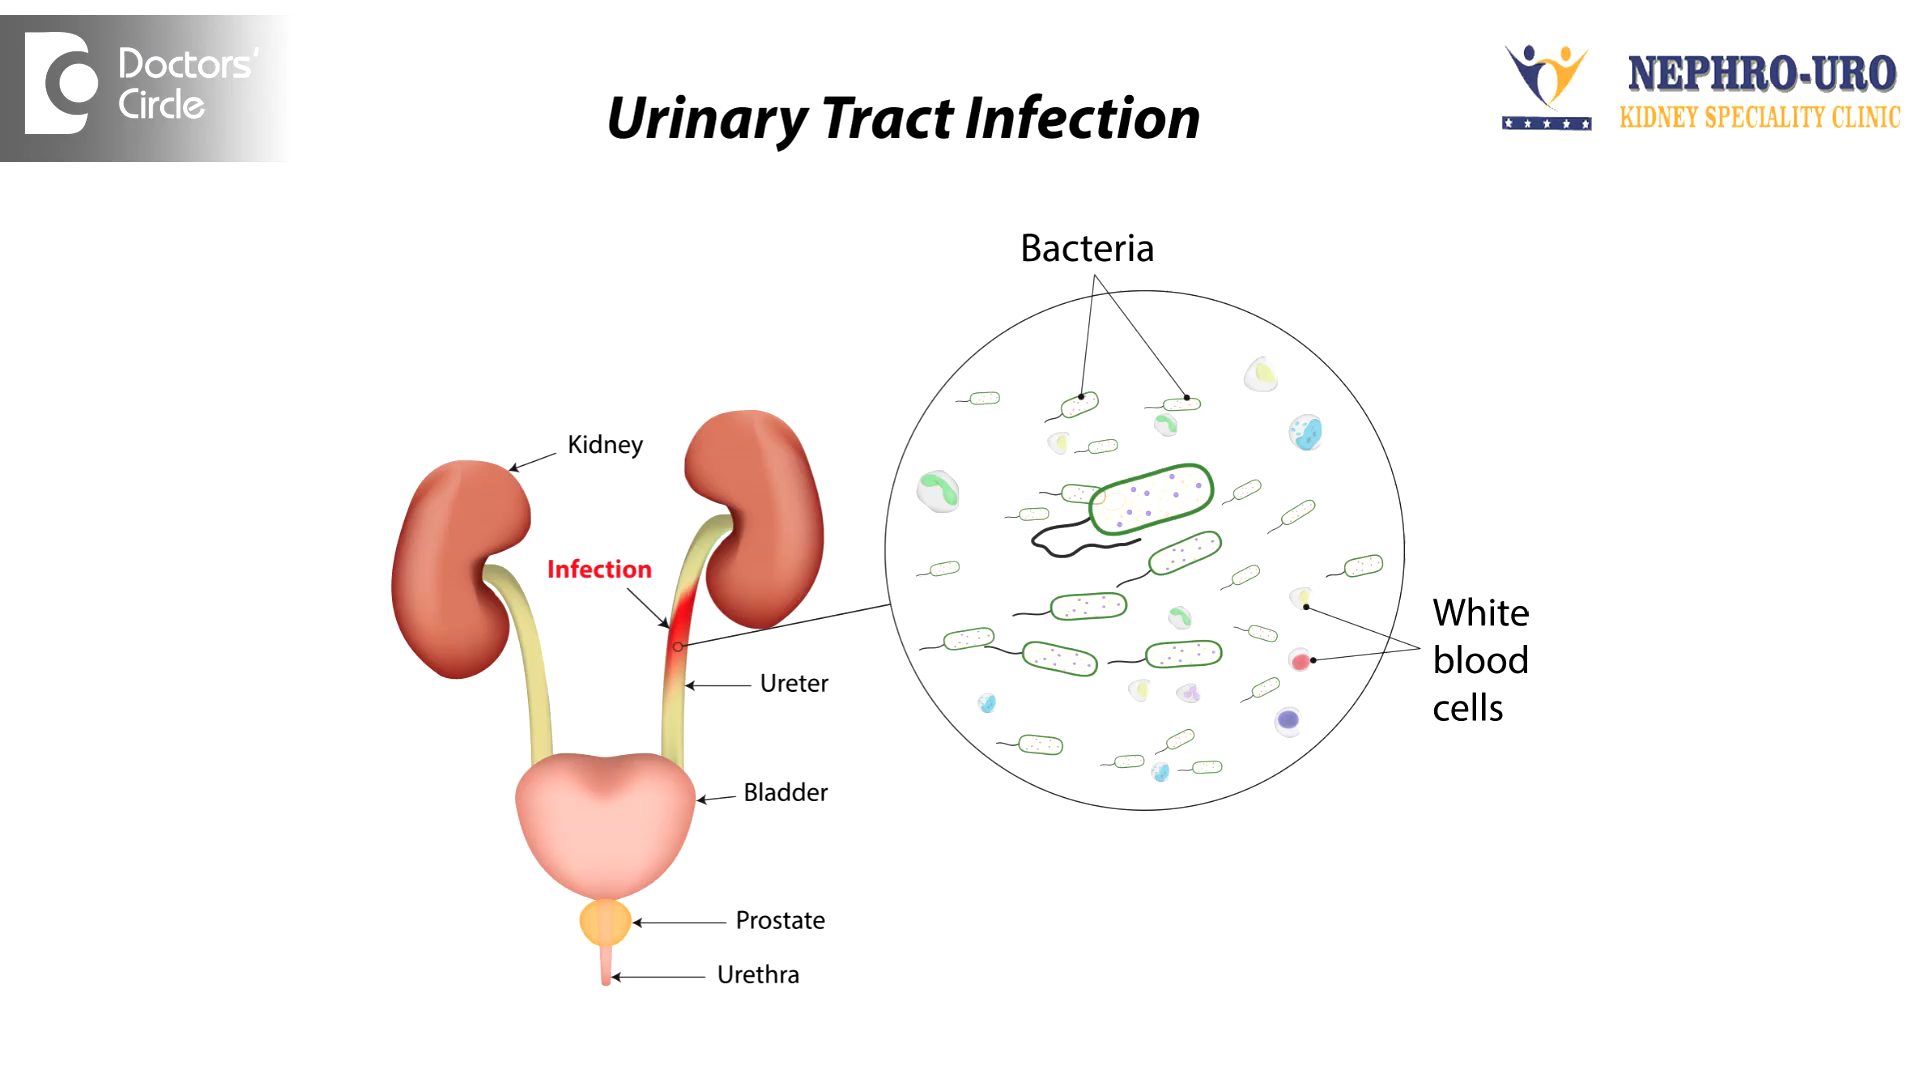 Doctors'
Circle
Urinary Tract Infection
NEPHRO-URO
KIDNEY SPECIALITY CLINIC
Bacteria
Kidney
Infection
White
blood
cells
Ureter
Bladder
Prostate
Urethra